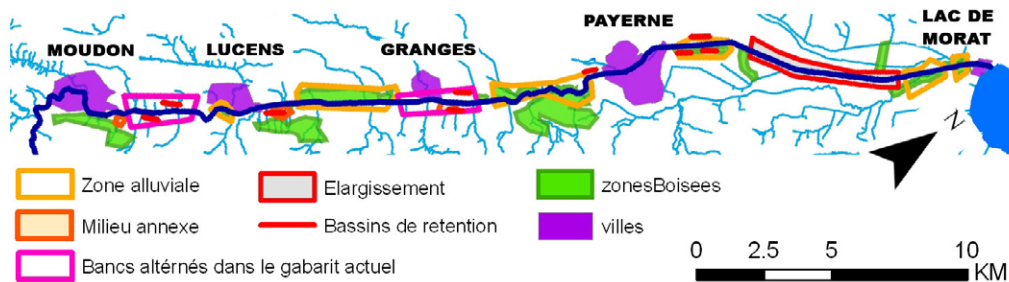 MOUDON
LUCENS
GRANGES
PAYERNE
LAC DE
MORAT
N
Zone alluviale
Elargissement
zonesBoisees
Milieu annexe
Bassins de retention
villes
Bancs altérnés dans le gabarit actuel
0 2.5 5 10
KM